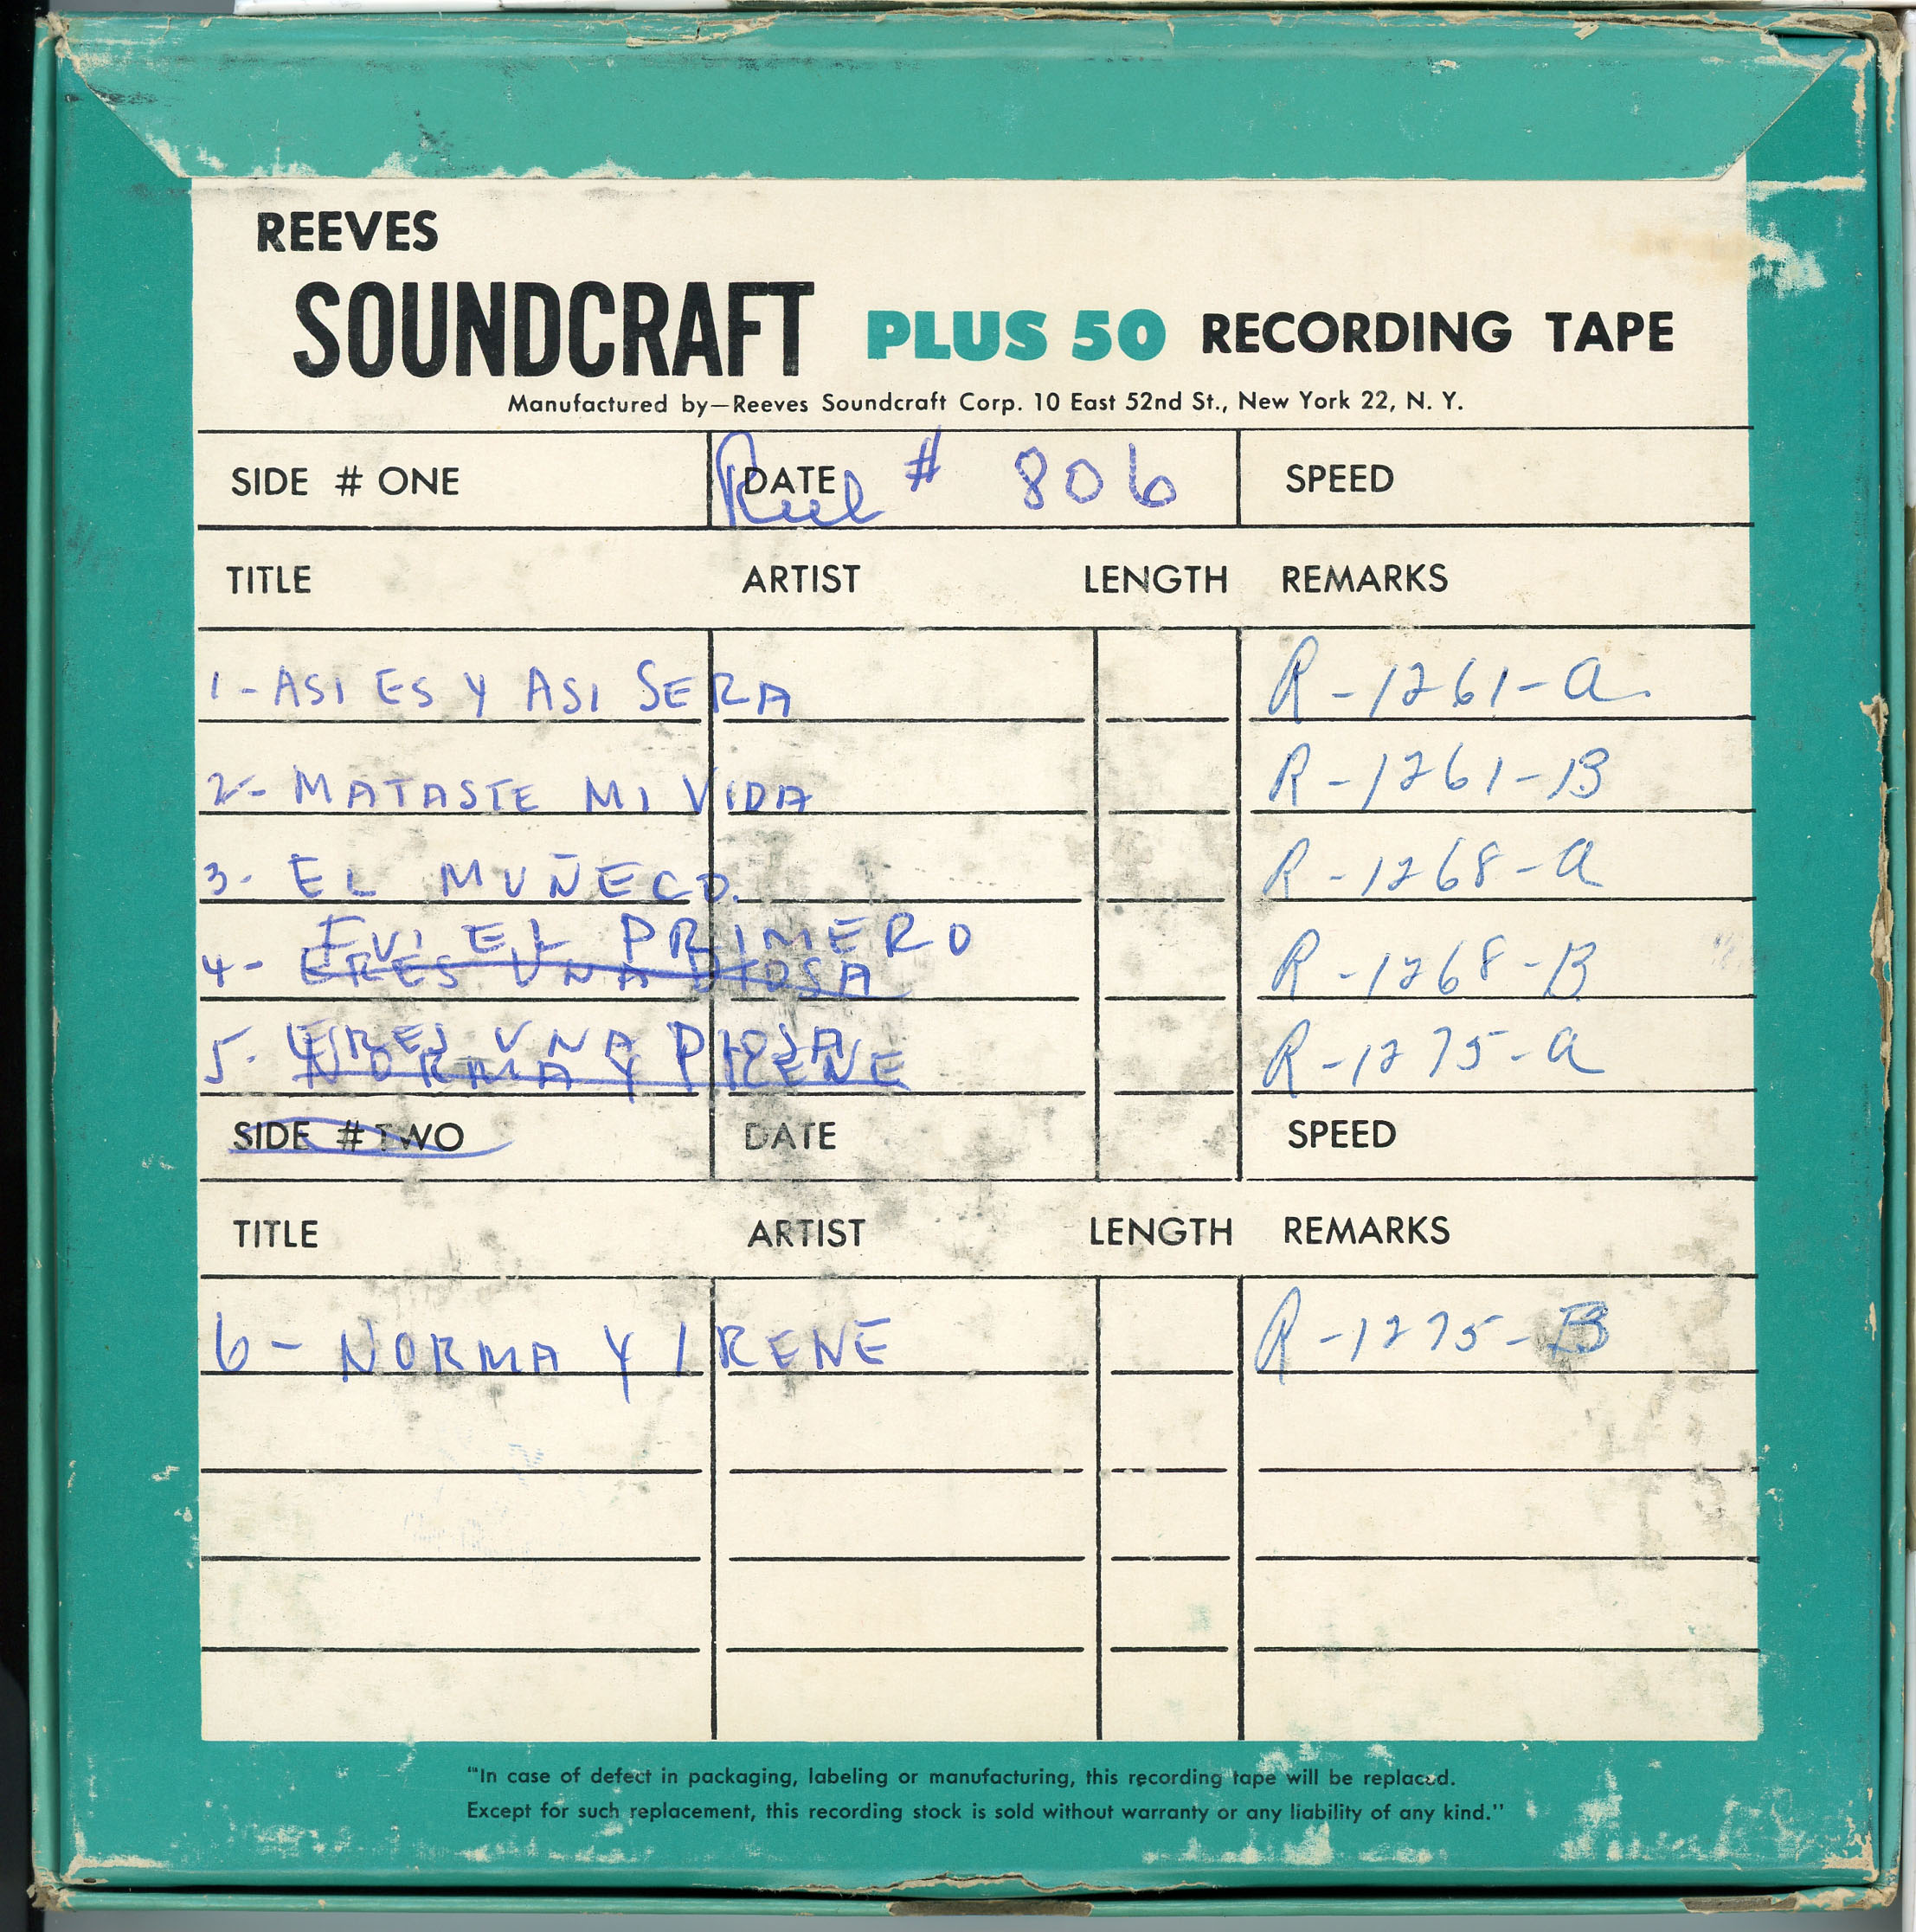 REEVES
SOUNDCRAFT PLUS 50 RECORDING TAPE
Manufactured by—Reeves Soundcraft Corp. 10 East 52nd St., New York 22, N. Y.
SIDE # ONE DATE Reel # 806 SPEED
TITLE ARTIST LENGTH REMARKS
1- ASI ES Y ASI SERA R-1261-A.
2- MATASTE MI VIDA R-1261-B
3- EL MUÑECO. R-1268-A
FUI EL PRIMERO
4- ERES UNA DIOSA R-1268-B
ERES UNA DIOSA
5- NORMA Y IRENE R-1275-A
SIDE # TWO DATE SPEED
TITLE ARTIST LENGTH REMARKS
6- NORMA Y IRENE R-1275-B
"In case of defect in packaging, labeling or manufacturing, this recording tape will be replaced.
Except for such replacement, this recording stock is sold without warranty or any liability of any kind."